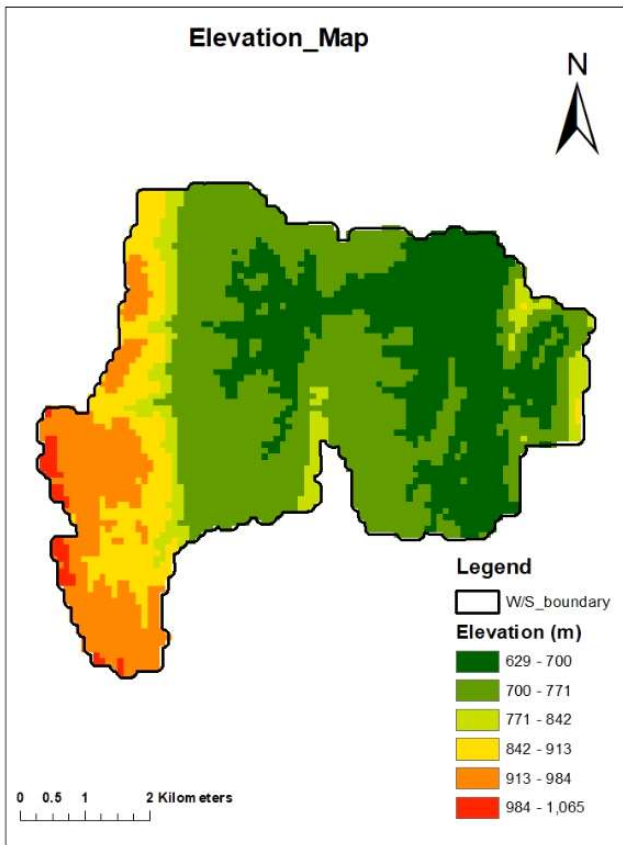 Elevation_Map
N
Legend
W/S_boundary
Elevation (m)
629 - 700
700 - 771
771 - 842
842 - 913
913 - 984
984 - 1,065
0 0.5 1 2 Kilometers